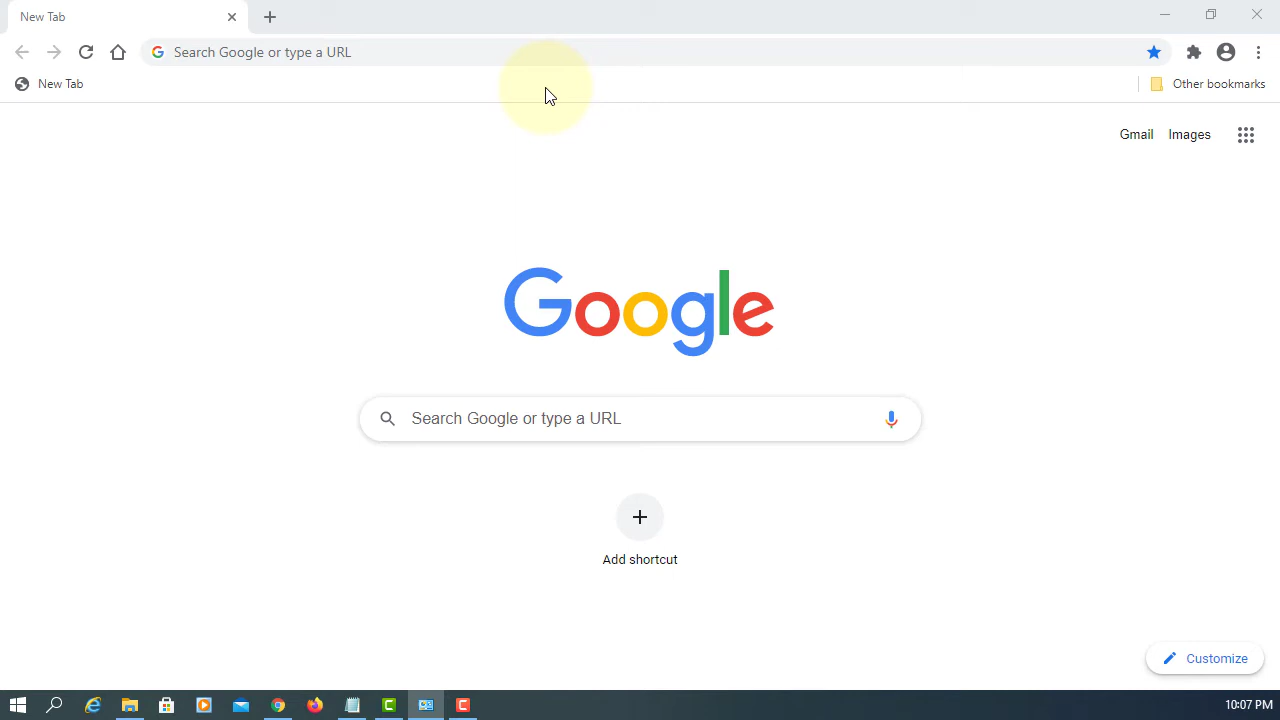 New Tab
Search Google or type a URL
New Tab
Other bookmarks
Gmail Images
Google
Search Google or type a URL
Add shortcut
Customize
10:07 PM